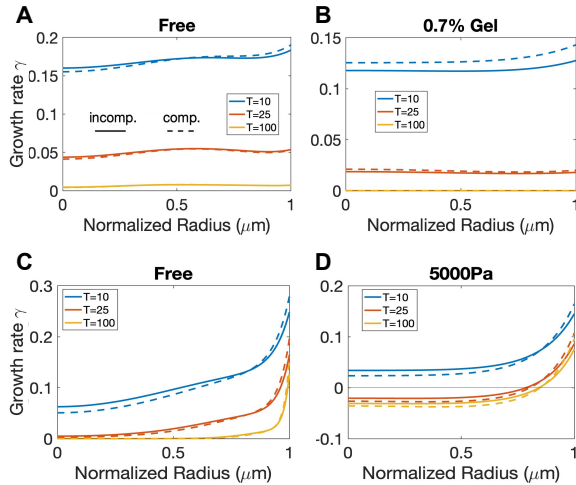 A
Free
Growth rate γ
0.2
0.15
0.1
0.05
0
incomp.
comp.
T=10
T=25
T=100
0
0.5
1
Normalized Radius (μm)
B
0.7% Gel
0.15
0.1
0.05
0
T=10
T=25
T=100
0
0.5
1
Normalized Radius (μm)
C
Free
Growth rate γ
0.3
0.2
0.1
0
T=10
T=25
T=100
0
0.5
1
Normalized Radius (μm)
D
5000Pa
0.2
0.1
0
-0.1
T=10
T=25
T=100
0
0.5
1
Normalized Radius (μm)